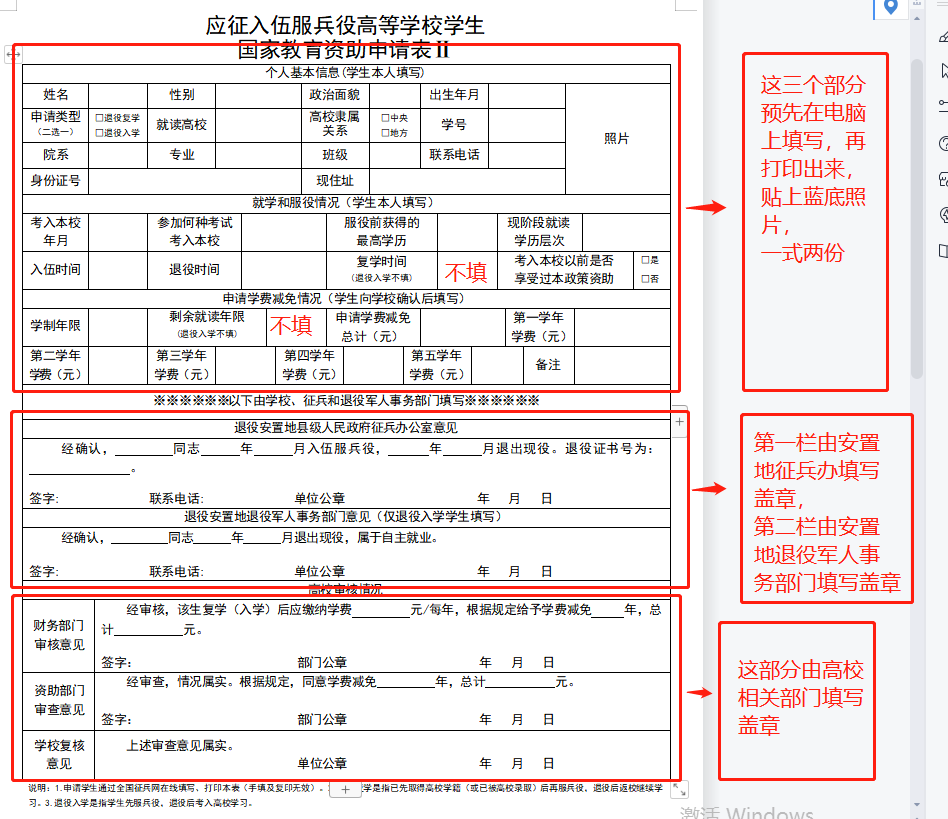 应征入伍服兵役高等学校学生
国家教育资助申请表 II
个人基本信息(学生本人填写)
姓名 性别 政治面貌 出生年月
照片
申请类型
（二选一）
□退役复学
□退役入学
就读高校
高校隶属
关系
□中央
□地方
学号
院系 专业 班级 联系电话
身份证号 现住址
就学和服役情况（学生本人填写）
考入本校
年月
参加何种考试
考入本校
服役前获得的
最高学历
现阶段就读
学历层次
入伍时间 退役时间
复学时间
（退役入学不填）
不填
考入本校以前是否
享受过本政策资助
□是
□否
申请学费减免情况（学生向学校确认后填写）
学制年限
剩余就读年限
（退役入学不填）
不填
申请学费减免
总计（元）
第一学年
学费（元）
第二学年
学费（元）
第三学年
学费（元）
第四学年
学费（元）
第五学年
学费（元）
备注
※※※※※※以下由学校、征兵和退役军人事务部门填写※※※※※※
退役安置地县级人民政府征兵办公室意见
经确认，________同志______年______月入伍服兵役，______年______月退出现役。退役证书号为：
________________。
签字: 联系电话: 单位公章 年 月 日
退役安置地退役军人事务部门意见（仅退役入学学生填写）
经确认，________同志______年______月退出现役，属于自主就业。
签字: 联系电话: 单位公章 年 月 日
高校审核情况
财务部门
审核意见
经审核，该生复学（入学）后应缴纳学费________元/每年，根据规定给予学费减免_____年，总
计__________元。
签字： 部门公章 年 月 日
资助部门
审查意见
经审查，情况属实。根据规定，同意学费减免________年，总计__________元。
签字： 部门公章 年 月 日
学校复核
意见
上述审查意见属实。
单位公章 年 月 日
说明：1.申请学生通过全国征兵网在线填写、打印本表（手填及复印无效）。 学是指已先取得高校学籍（或已被高校录取）后再服兵役，退役后返校继续学
习。3.退役入学是指学生先服兵役，退役后考入高校学习。
这三个部分
预先在电脑
上填写，再
打印出来，
贴上蓝底照
片，
一式两份
第一栏由安置
地征兵办填写
盖章，
第二栏由安置
地退役军人事
务部门填写盖章
这部分由高校
相关部门填写
盖章
激活 Windows